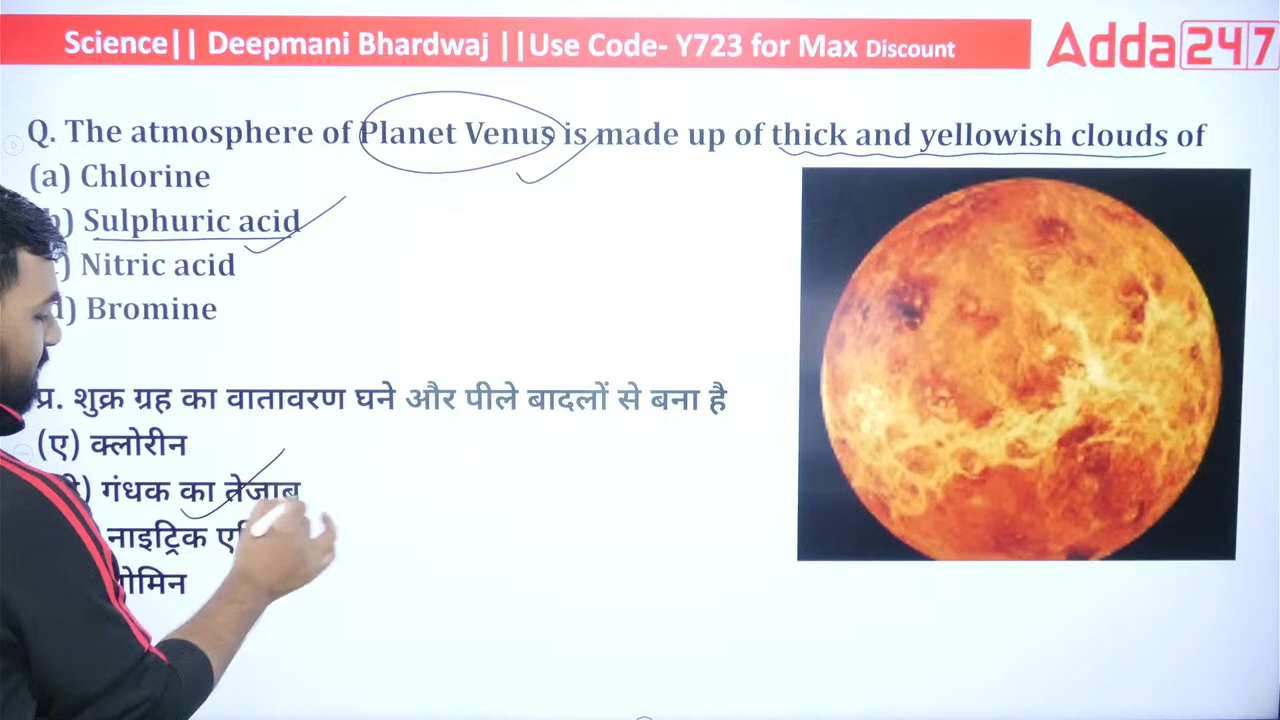 Science|| Deepmani Bhardwaj ||Use Code- Y723 for Max Discount
Adda247
Q. The atmosphere of Planet Venus is made up of thick and yellowish clouds of
(a) Chlorine
) Sulphuric acid
) Nitric acid
d) Bromine
प्र. शुक्र ग्रह का वातावरण घने और पीले बादलों से बना है
(ए) क्लोरीन
) गंधक का तेजाब
नाइट्रिक